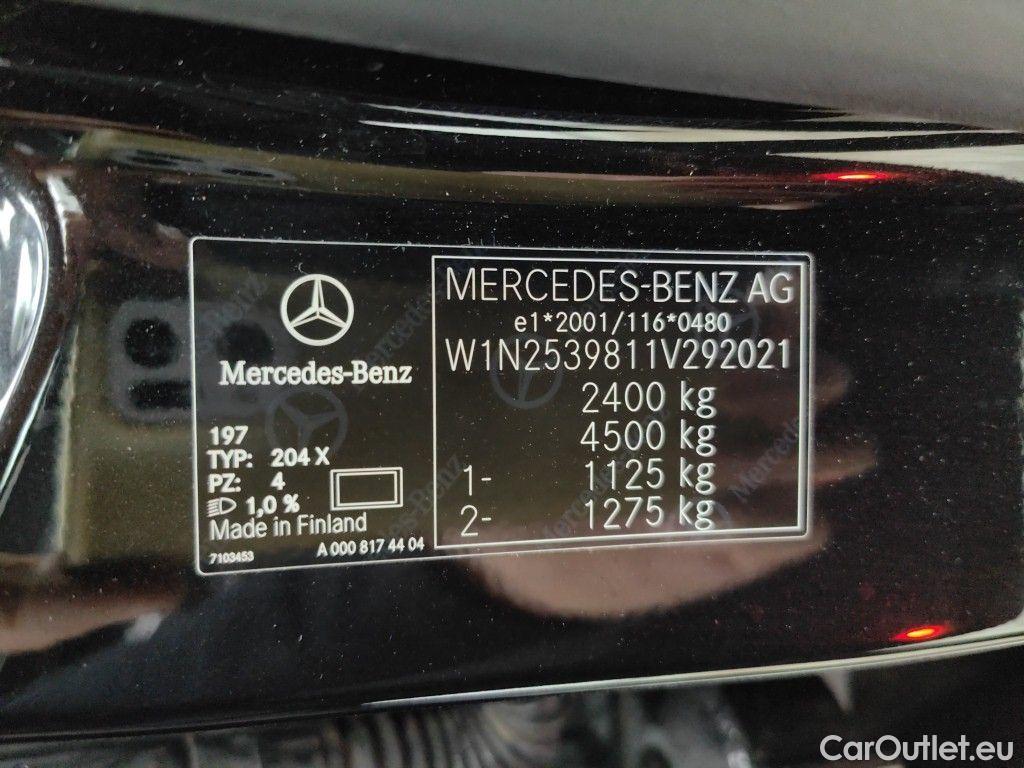 Mercedes-Benz
197
TYP: 204 X
PZ: 4
1,0 %
Made in Finland
7103453 A 000 817 44 04
MERCEDES-BENZ AG
e1*2001/116*0480
W1N2539811V292021
2400 kg
4500 kg
1- 1125 kg
2- 1275 kg
CarOutlet.eu